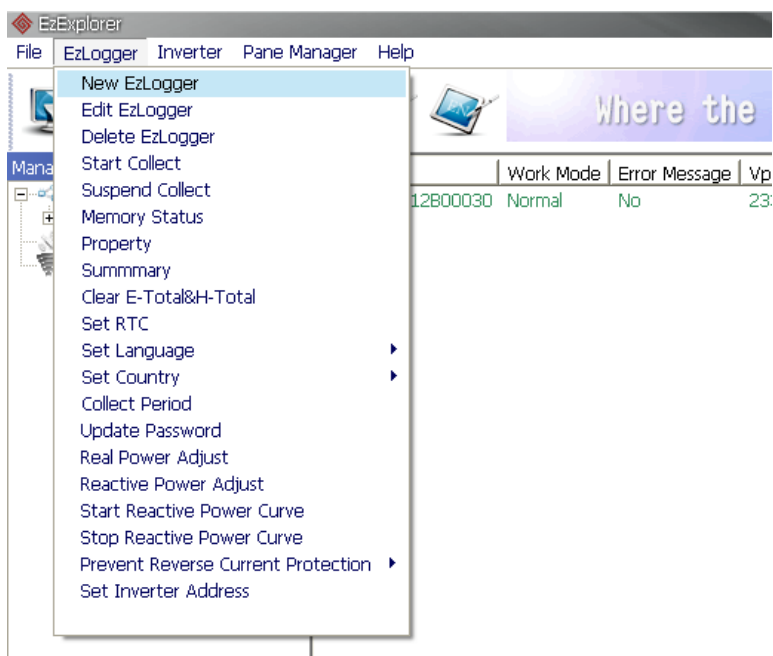 EzExplorer
File EzLogger Inverter Pane Manager Help
New EzLogger
Edit EzLogger
Delete EzLogger
Start Collect
Suspend Collect
Memory Status
Property
Summmary
Clear E-Total&H-Total
Set RTC
Set Language
Set Country
Collect Period
Update Password
Real Power Adjust
Reactive Power Adjust
Start Reactive Power Curve
Stop Reactive Power Curve
Prevent Reverse Current Protection
Set Inverter Address
Where the
Mana
Work Mode Error Message Vp
12B00030 Normal No 23